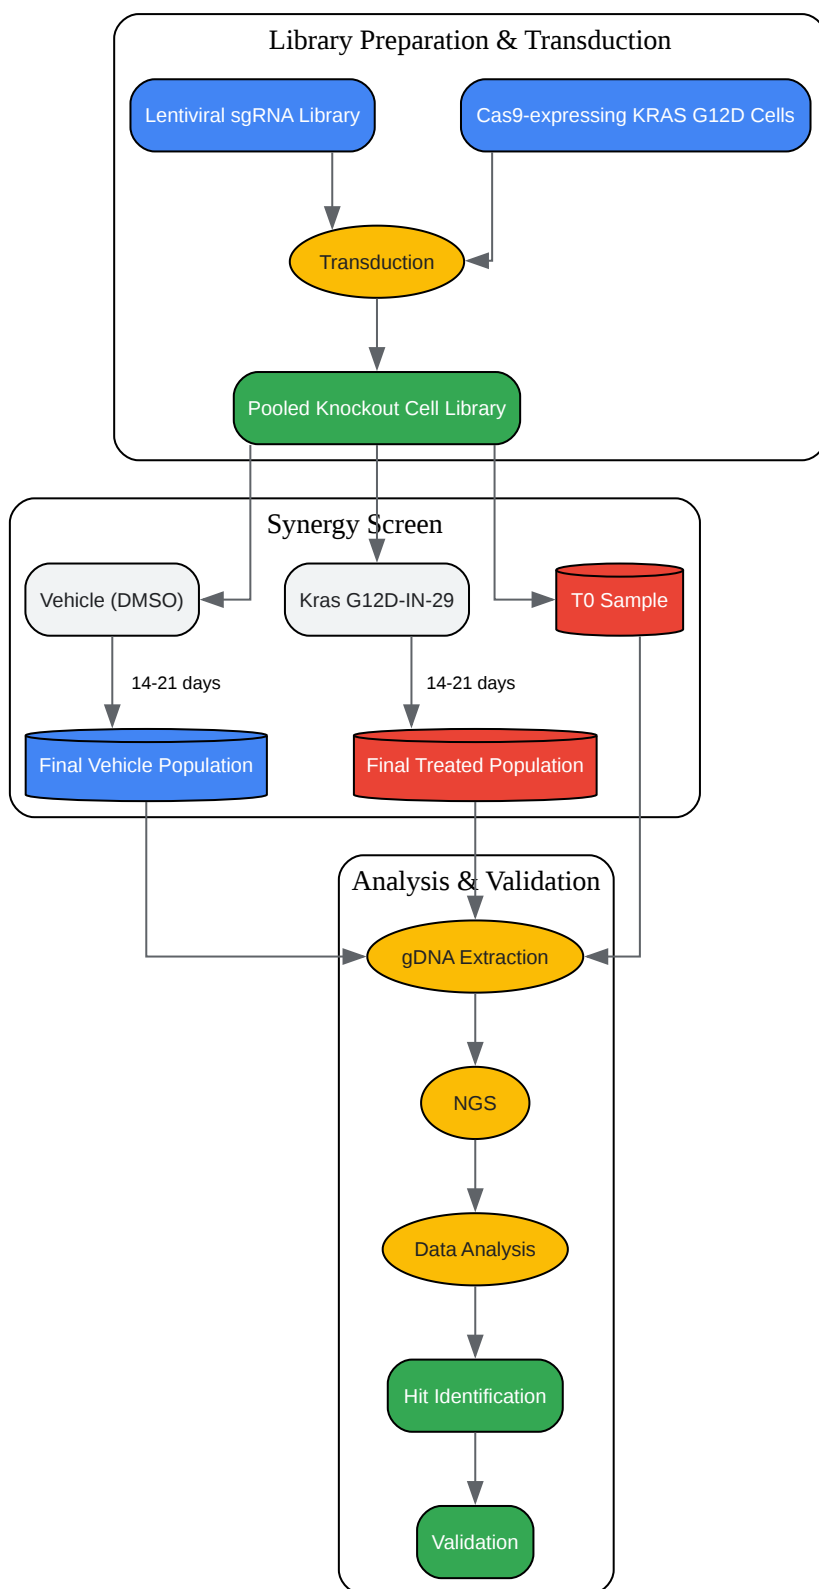 Library Preparation & Transduction
Lentiviral sgRNA Library
Cas9-expressing KRAS G12D Cells
Transduction
Pooled Knockout Cell Library
Synergy Screen
Vehicle (DMSO)
Kras G12D-IN-29
T0 Sample
14-21 days
14-21 days
Final Vehicle Population
Final Treated Population
Analysis & Validation
gDNA Extraction
NGS
Data Analysis
Hit Identification
Validation